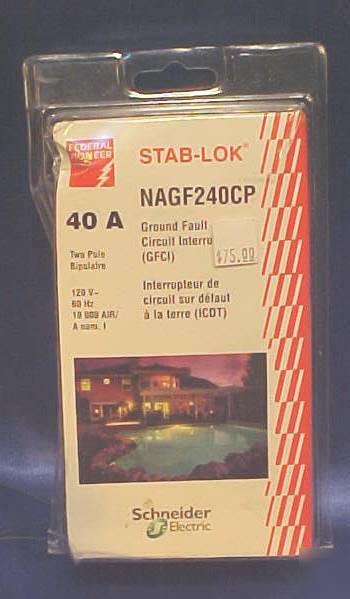 FEDERAL
PIONEER
STAB-LOK®
NAGF240CP
40 A
Ground Fault
Circuit Interru
(GFCI)
$75.00
Two Pole
Bipolaire
120 V~
60 Hz
10 000 AIR/
A nom. I
Interrupteur de
circuit sur défaut
à la terre (ICDT)
Schneider
Electric